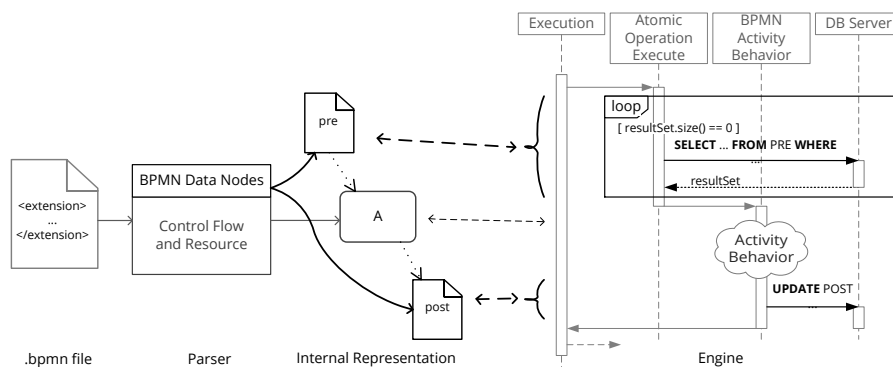 Execution
Atomic
Operation
Execute
BPMN
Activity
Behavior
DB Server
loop
[ resultSet.size() == 0 ]
SELECT ... FROM PRE WHERE
...
resultSet
pre
BPMN Data Nodes
<extension>
...
</extension>
Control Flow
and Resource
A
Activity
Behavior
post
UPDATE POST
...
.bpmn file
Parser
Internal Representation
Engine